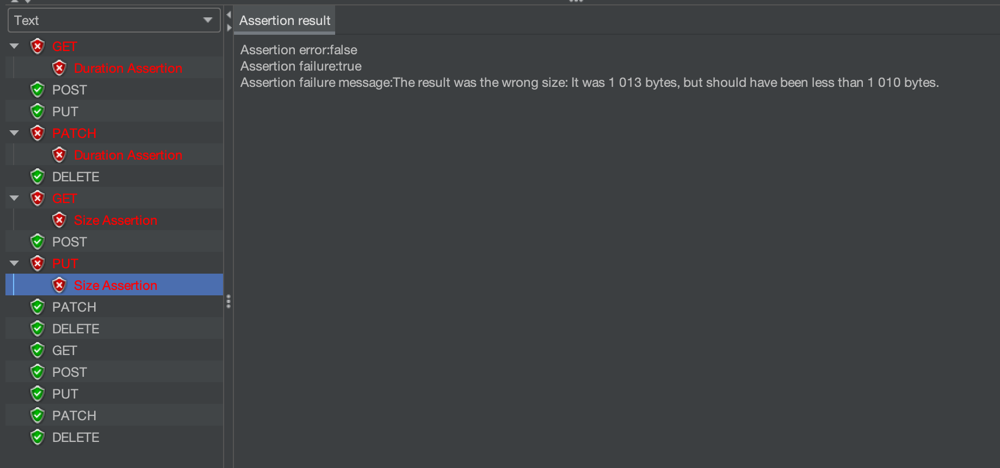 Text
GET
Duration Assertion
POST
PUT
PATCH
Duration Assertion
DELETE
GET
Size Assertion
POST
PUT
Size Assertion
PATCH
DELETE
GET
POST
PUT
PATCH
DELETE
Assertion result
Assertion error:false
Assertion failure:true
Assertion failure message:The result was the wrong size: It was 1 013 bytes, but should have been less than 1 010 bytes.